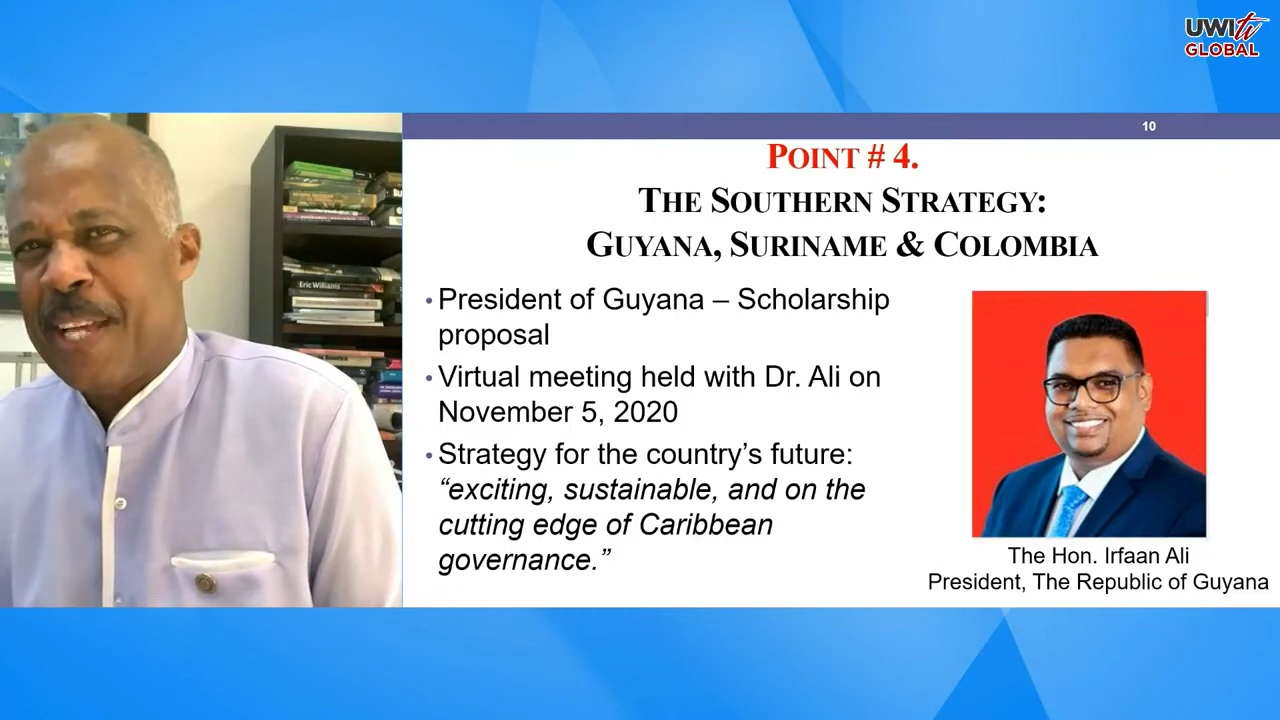 UWItv
GLOBAL
10
POINT # 4.
THE SOUTHERN STRATEGY:
GUYANA, SURINAME & COLOMBIA
• President of Guyana – Scholarship
proposal
• Virtual meeting held with Dr. Ali on
November 5, 2020
• Strategy for the country’s future:
“exciting, sustainable, and on the
cutting edge of Caribbean
governance.”
The Hon. Irfaan Ali
President, The Republic of Guyana
Eric Williams